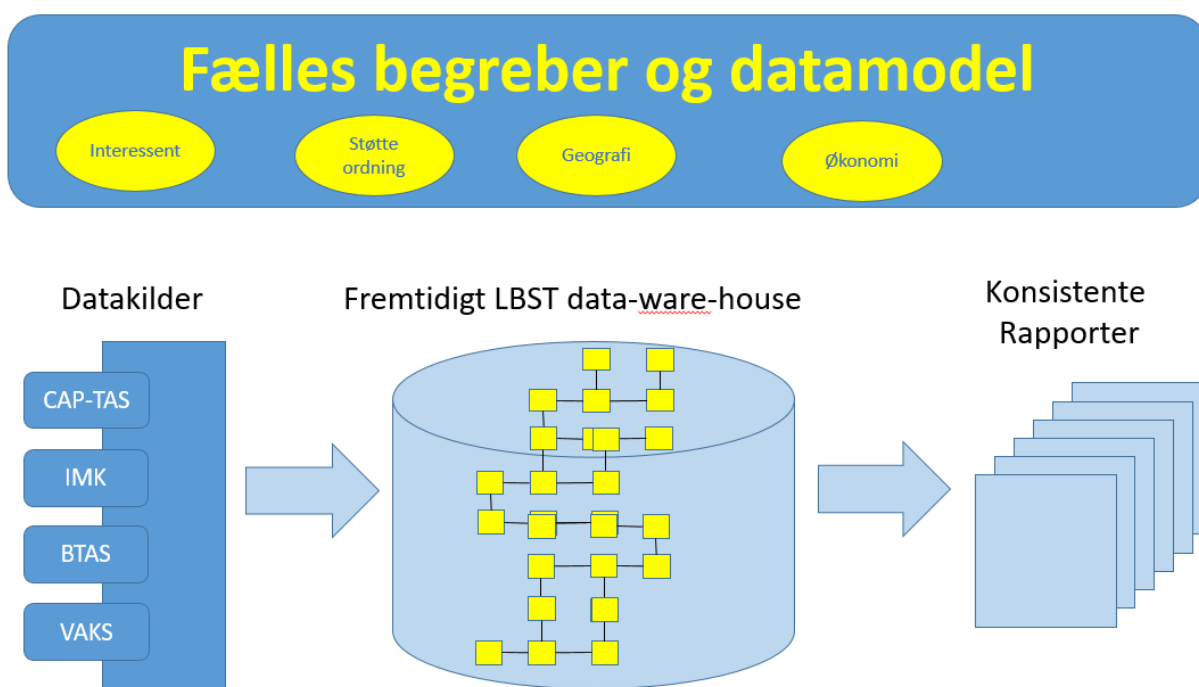 Fælles begreber og datamodel
Interessent
Støtte
ordning
Geografi
Økonomi
Datakilder
Fremtidigt LBST data-ware-house
Konsistente
Rapporter
CAP-TAS
IMK
BTAS
VAKS